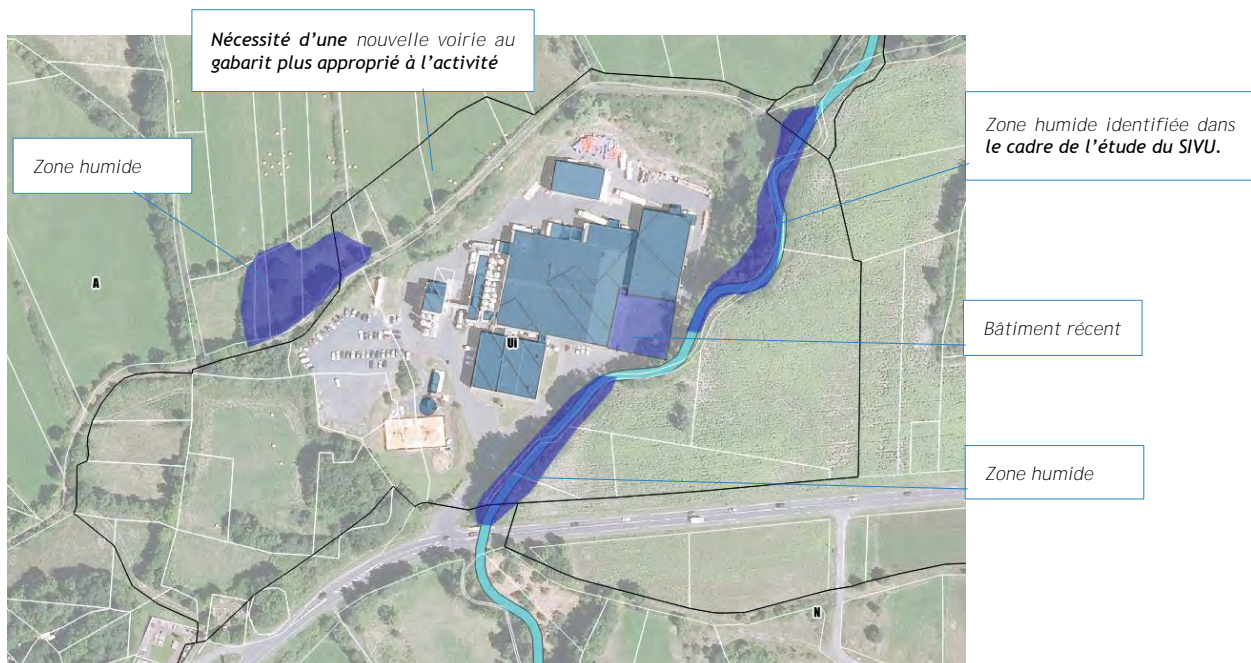 Nécessité d'une nouvelle voirie au
gabarit plus approprié à l'activité
Zone humide identifiée dans
le cadre de l'étude du SIVU.
Zone humide
A
Bâtiment récent
Ui
Zone humide
N